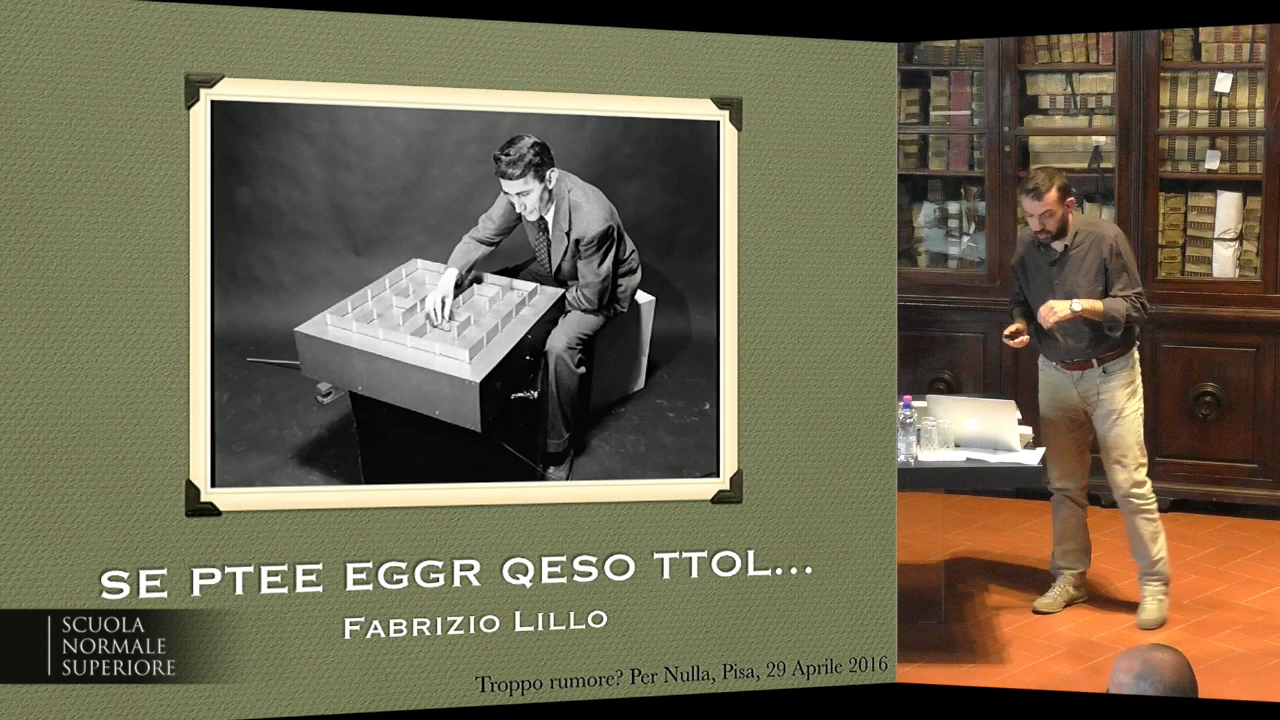 SE PTEE EGGR QESO TTOL...
FABRIZIO LILLO
Troppo rumore? Per Nulla, Pisa, 29 Aprile 2016
SCUOLA
NORMALE
SUPERIORE